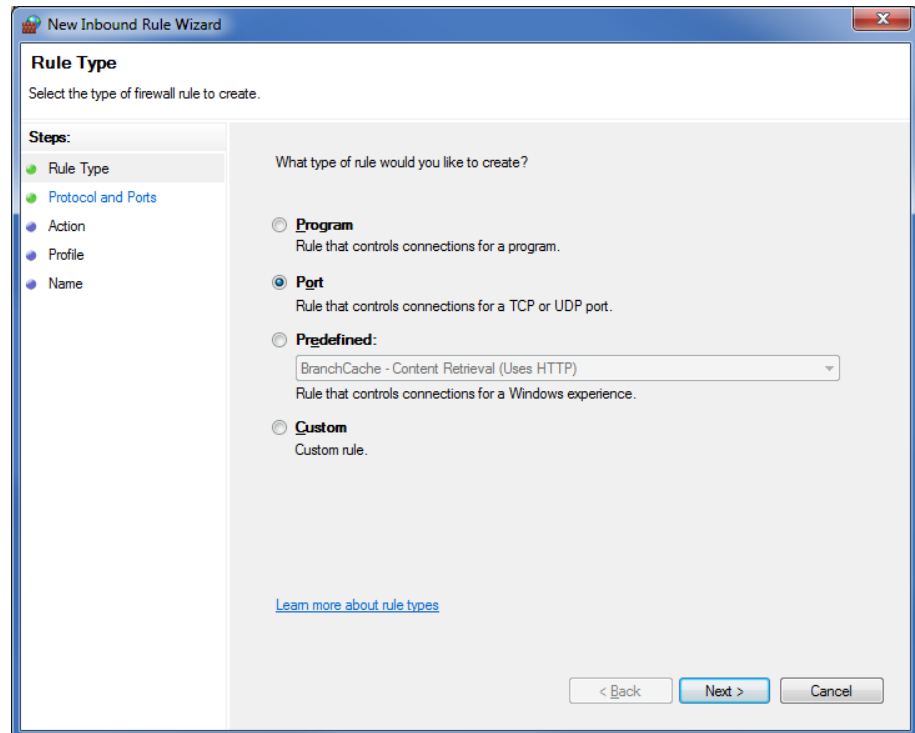 New Inbound Rule Wizard
Rule Type
Select the type of firewall rule to create.
Steps:
Rule Type
Protocol and Ports
Action
Profile
Name
What type of rule would you like to create?
Program
Rule that controls connections for a program.
Port
Rule that controls connections for a TCP or UDP port.
Predefined:
BranchCache - Content Retrieval (Uses HTTP)
Rule that controls connections for a Windows experience.
Custom
Custom rule.
Learn more about rule types
< Back Next > Cancel